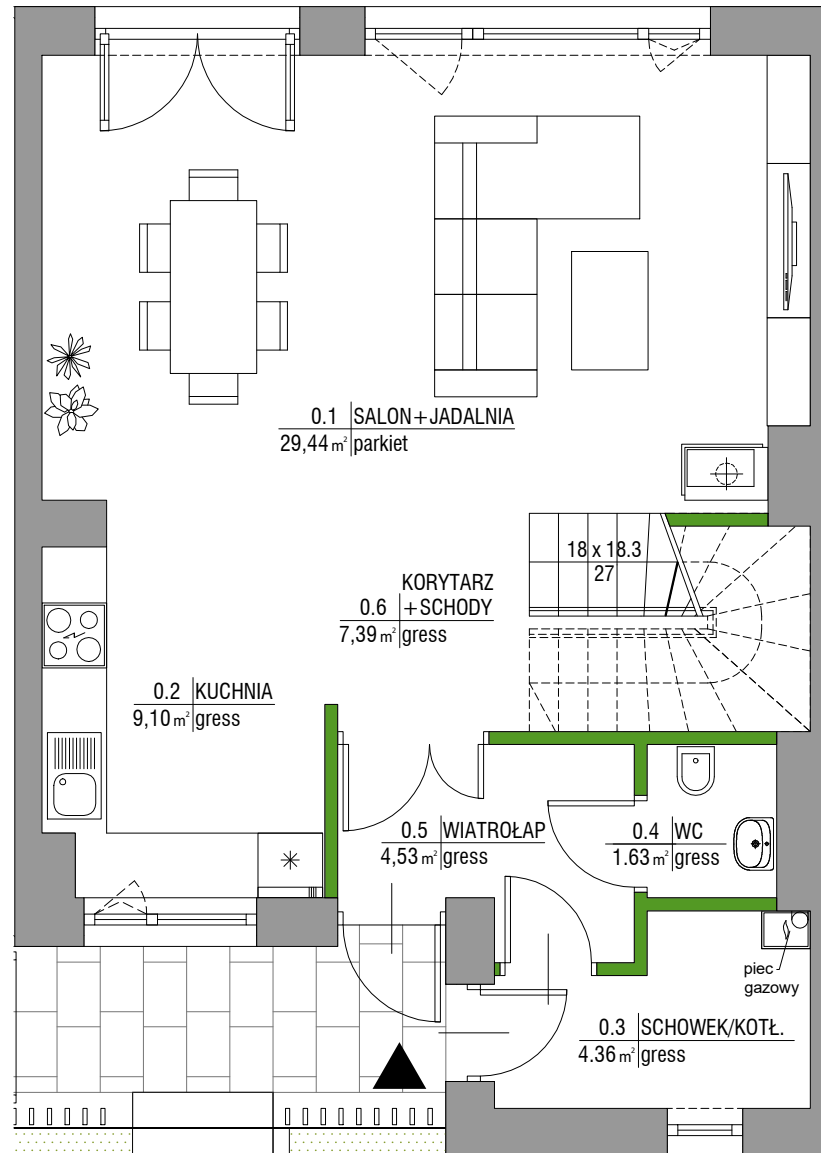 0.1 SALON+JADALNIA
29,44 m² parkiet
18 x 18.3
27
KORYTARZ
0.6 +SCHODY
7,39 m² gress
0.2 KUCHNIA
9,10 m² gress
0.5 WIATROŁAP
4,53 m² gress
0.4 WC
1.63 m² gress
piec
gazowy
0.3 SCHOWEK/KOTŁ.
4.36 m² gress